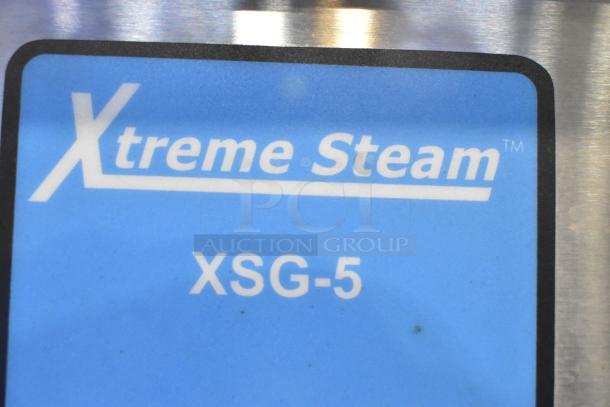 Xtreme Steam™
PCI
AUCTION GROUP
XSG-5